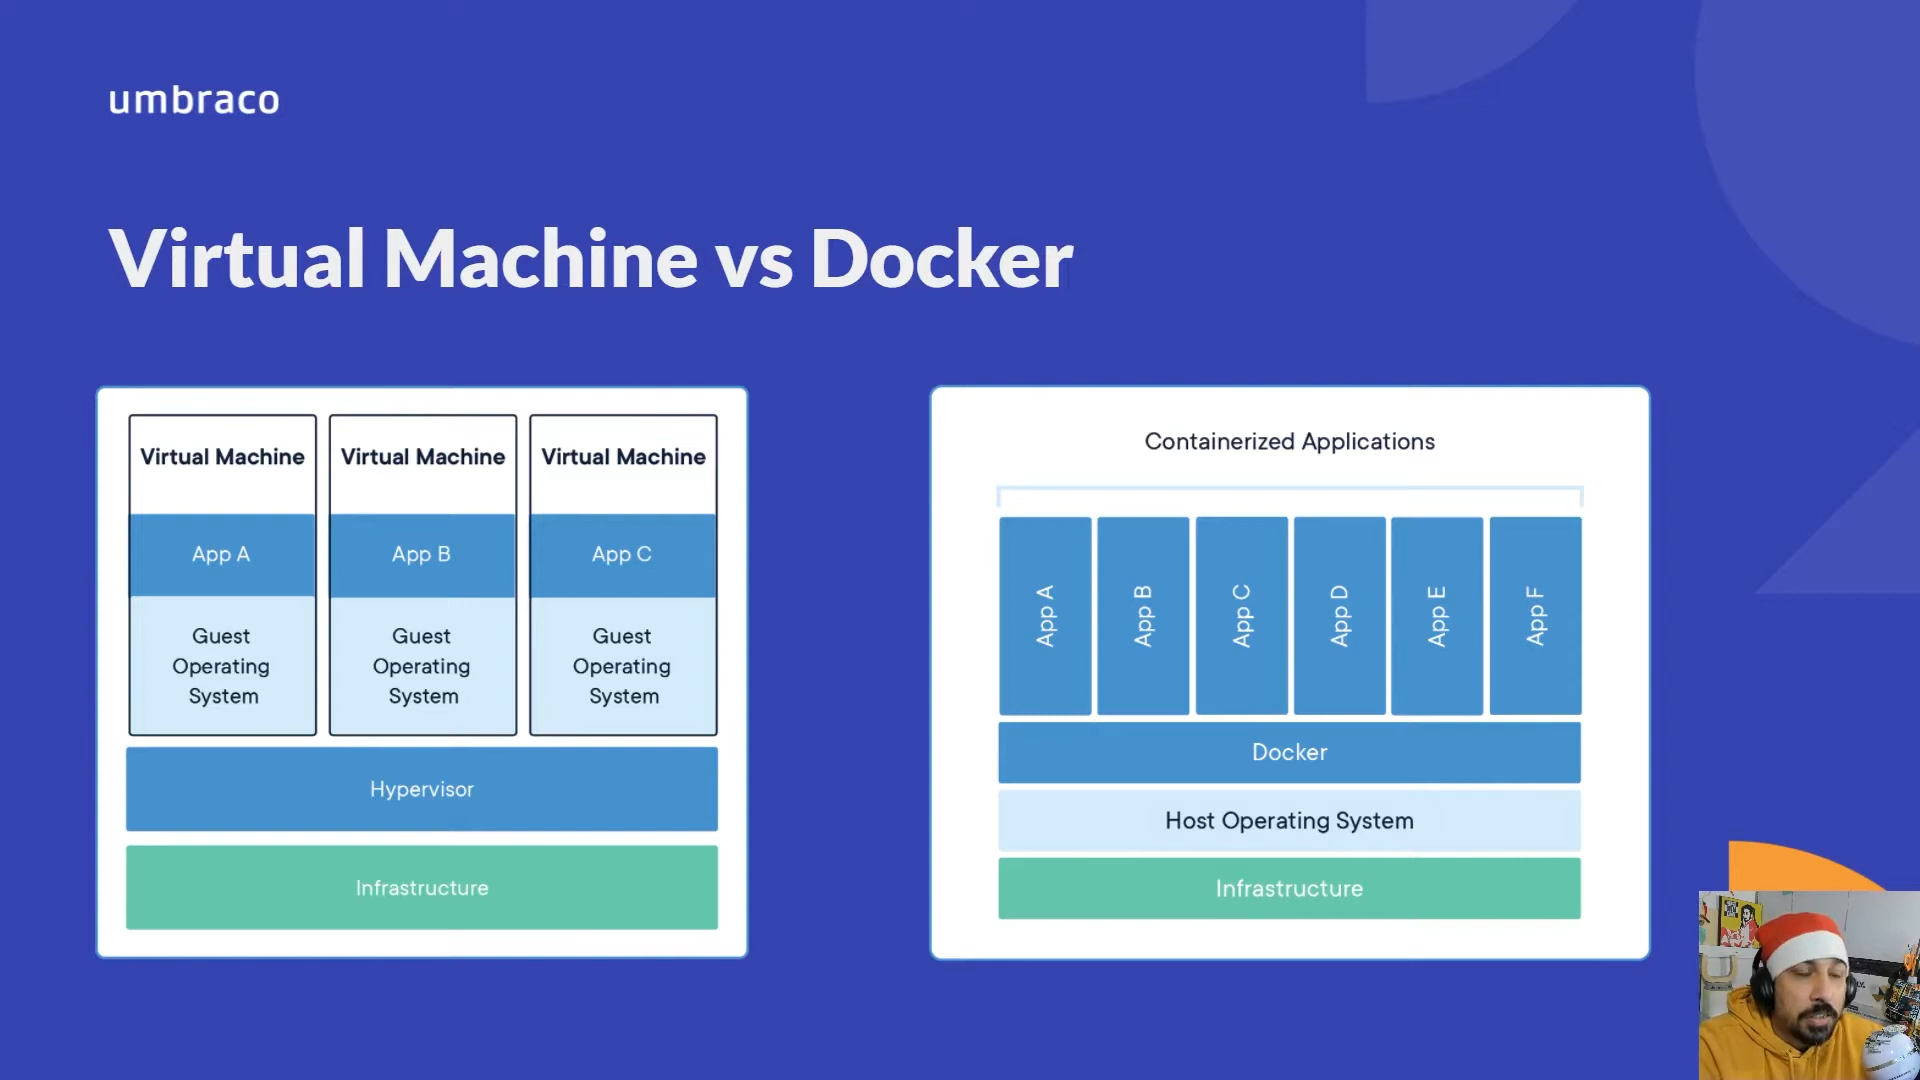 umbraco
Virtual Machine vs Docker
Virtual Machine
App A
Guest
Operating
System
Virtual Machine
App B
Guest
Operating
System
Virtual Machine
App C
Guest
Operating
System
Hypervisor
Infrastructure
Containerized Applications
App A
App B
App C
App D
App E
App F
Docker
Host Operating System
Infrastructure